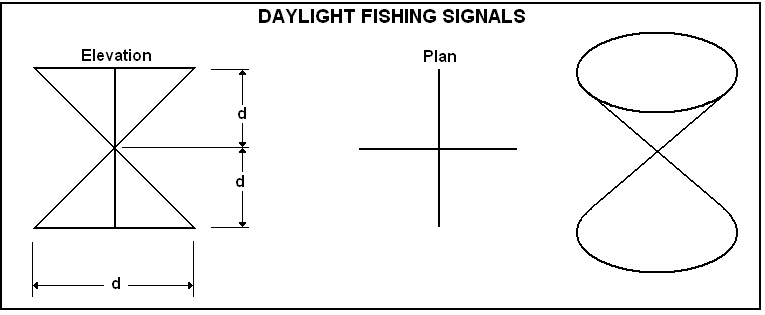 DAYLIGHT FISHING SIGNALS
Elevation
Plan
d
d
d